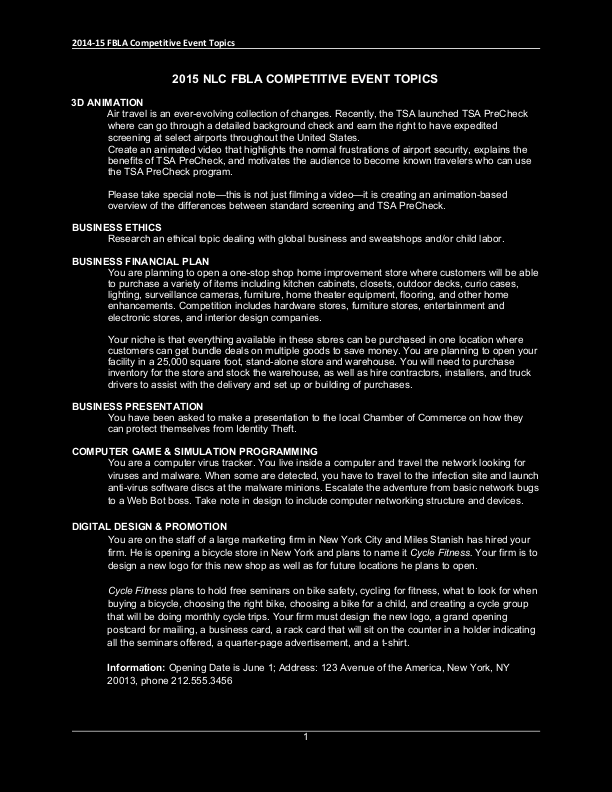 2014-15 FBLA Competitive Event Topics
2015 NLC FBLA COMPETITIVE EVENT TOPICS
3D ANIMATION
Air travel is an ever-evolving collection of changes. Recently, the TSA launched TSA PreCheck
where can go through a detailed background check and earn the right to have expedited
screening at select airports throughout the United States.
Create an animated video that highlights the normal frustrations of airport security, explains the
benefits of TSA PreCheck, and motivates the audience to become known travelers who can use
the TSA PreCheck program.
Please take special note—this is not just filming a video—it is creating an animation-based
overview of the differences between standard screening and TSA PreCheck.
BUSINESS ETHICS
Research an ethical topic dealing with global business and sweatshops and/or child labor.
BUSINESS FINANCIAL PLAN
You are planning to open a one-stop shop home improvement store where customers will be able
to purchase a variety of items including kitchen cabinets, closets, outdoor decks, curio cases,
lighting, surveillance cameras, furniture, home theater equipment, flooring, and other home
enhancements. Competition includes hardware stores, furniture stores, entertainment and
electronic stores, and interior design companies.
Your niche is that everything available in these stores can be purchased in one location where
customers can get bundle deals on multiple goods to save money. You are planning to open your
facility in a 25,000 square foot, stand-alone store and warehouse. You will need to purchase
inventory for the store and stock the warehouse, as well as hire contractors, installers, and truck
drivers to assist with the delivery and set up or building of purchases.
BUSINESS PRESENTATION
You have been asked to make a presentation to the local Chamber of Commerce on how they
can protect themselves from Identity Theft.
COMPUTER GAME & SIMULATION PROGRAMMING
You are a computer virus tracker. You live inside a computer and travel the network looking for
viruses and malware. When some are detected, you have to travel to the infection site and launch
anti-virus software discs at the malware minions. Escalate the adventure from basic network bugs
to a Web Bot boss. Take note in design to include computer networking structure and devices.
DIGITAL DESIGN & PROMOTION
You are on the staff of a large marketing firm in New York City and Miles Stanish has hired your
firm. He is opening a bicycle store in New York and plans to name it Cycle Fitness. Your firm is to
design a new logo for this new shop as well as for future locations he plans to open.
Cycle Fitness plans to hold free seminars on bike safety, cycling for fitness, what to look for when
buying a bicycle, choosing the right bike, choosing a bike for a child, and creating a cycle group
that will be doing monthly cycle trips. Your firm must design the new logo, a grand opening
postcard for mailing, a business card, a rack card that will sit on the counter in a holder indicating
all the seminars offered, a quarter-page advertisement, and a t-shirt.
Information: Opening Date is June 1; Address: 123 Avenue of the America, New York, NY
20013, phone 212.555.3456
1